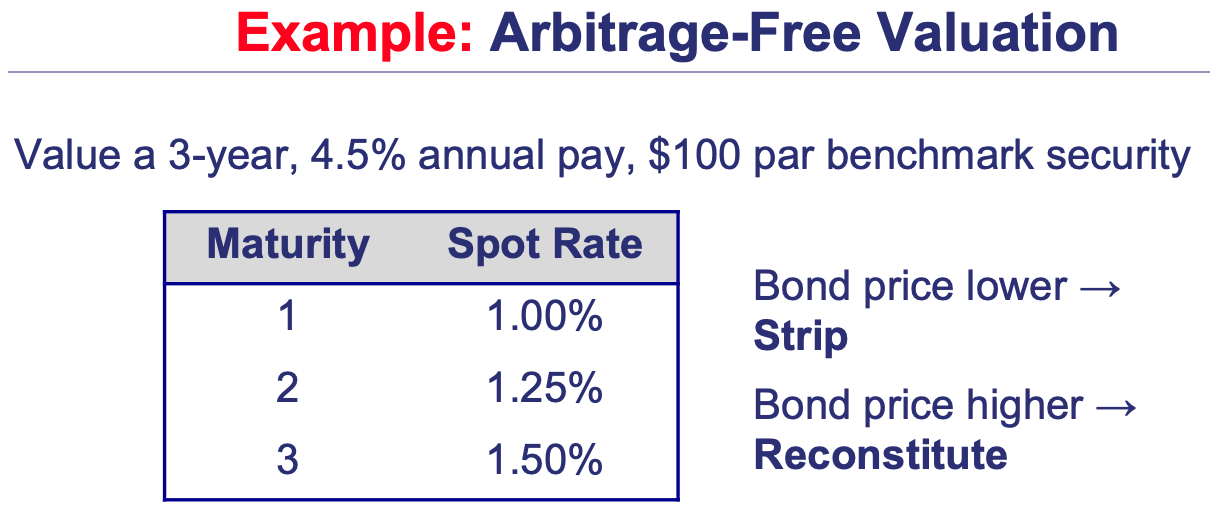 Example: Arbitrage-Free Valuation
Value a 3-year, 4.5% annual pay, $100 par benchmark security
Maturity Spot Rate
1 1.00%
2 1.25%
3 1.50%
Bond price lower →
Strip
Bond price higher →
Reconstitute